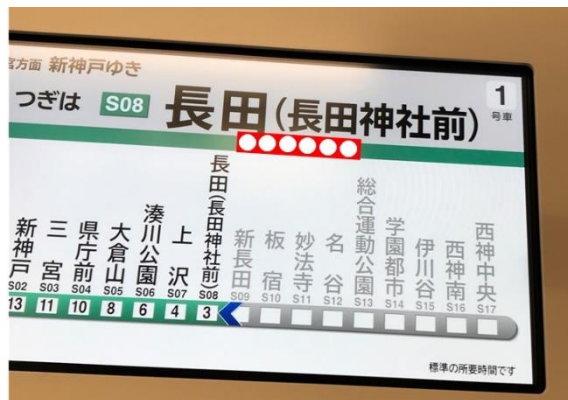 宮方面 新神戸ゆき
1
号車
つぎは S08 長田(長田神社前)
新神戸 S02 13
三宮 S03 11
県庁前 S04 10
大倉山 S05 8
湊川公園 S06 6
上沢 S07 4
長田(長田神社前) S08 3
新長田 S09
板宿 S10
妙法寺 S11
名谷 S12
総合運動公園 S13
学園都市 S14
伊川谷 S15
西神南 S16
西神中央 S17
標準の所要時間です